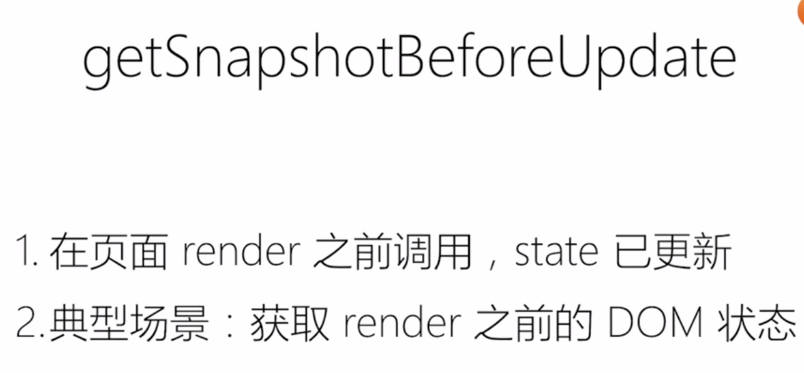 getSnapshotBeforeUpdate
1. 在页面 render 之前调用，state 已更新
2.典型场景：获取 render 之前的 DOM 状态